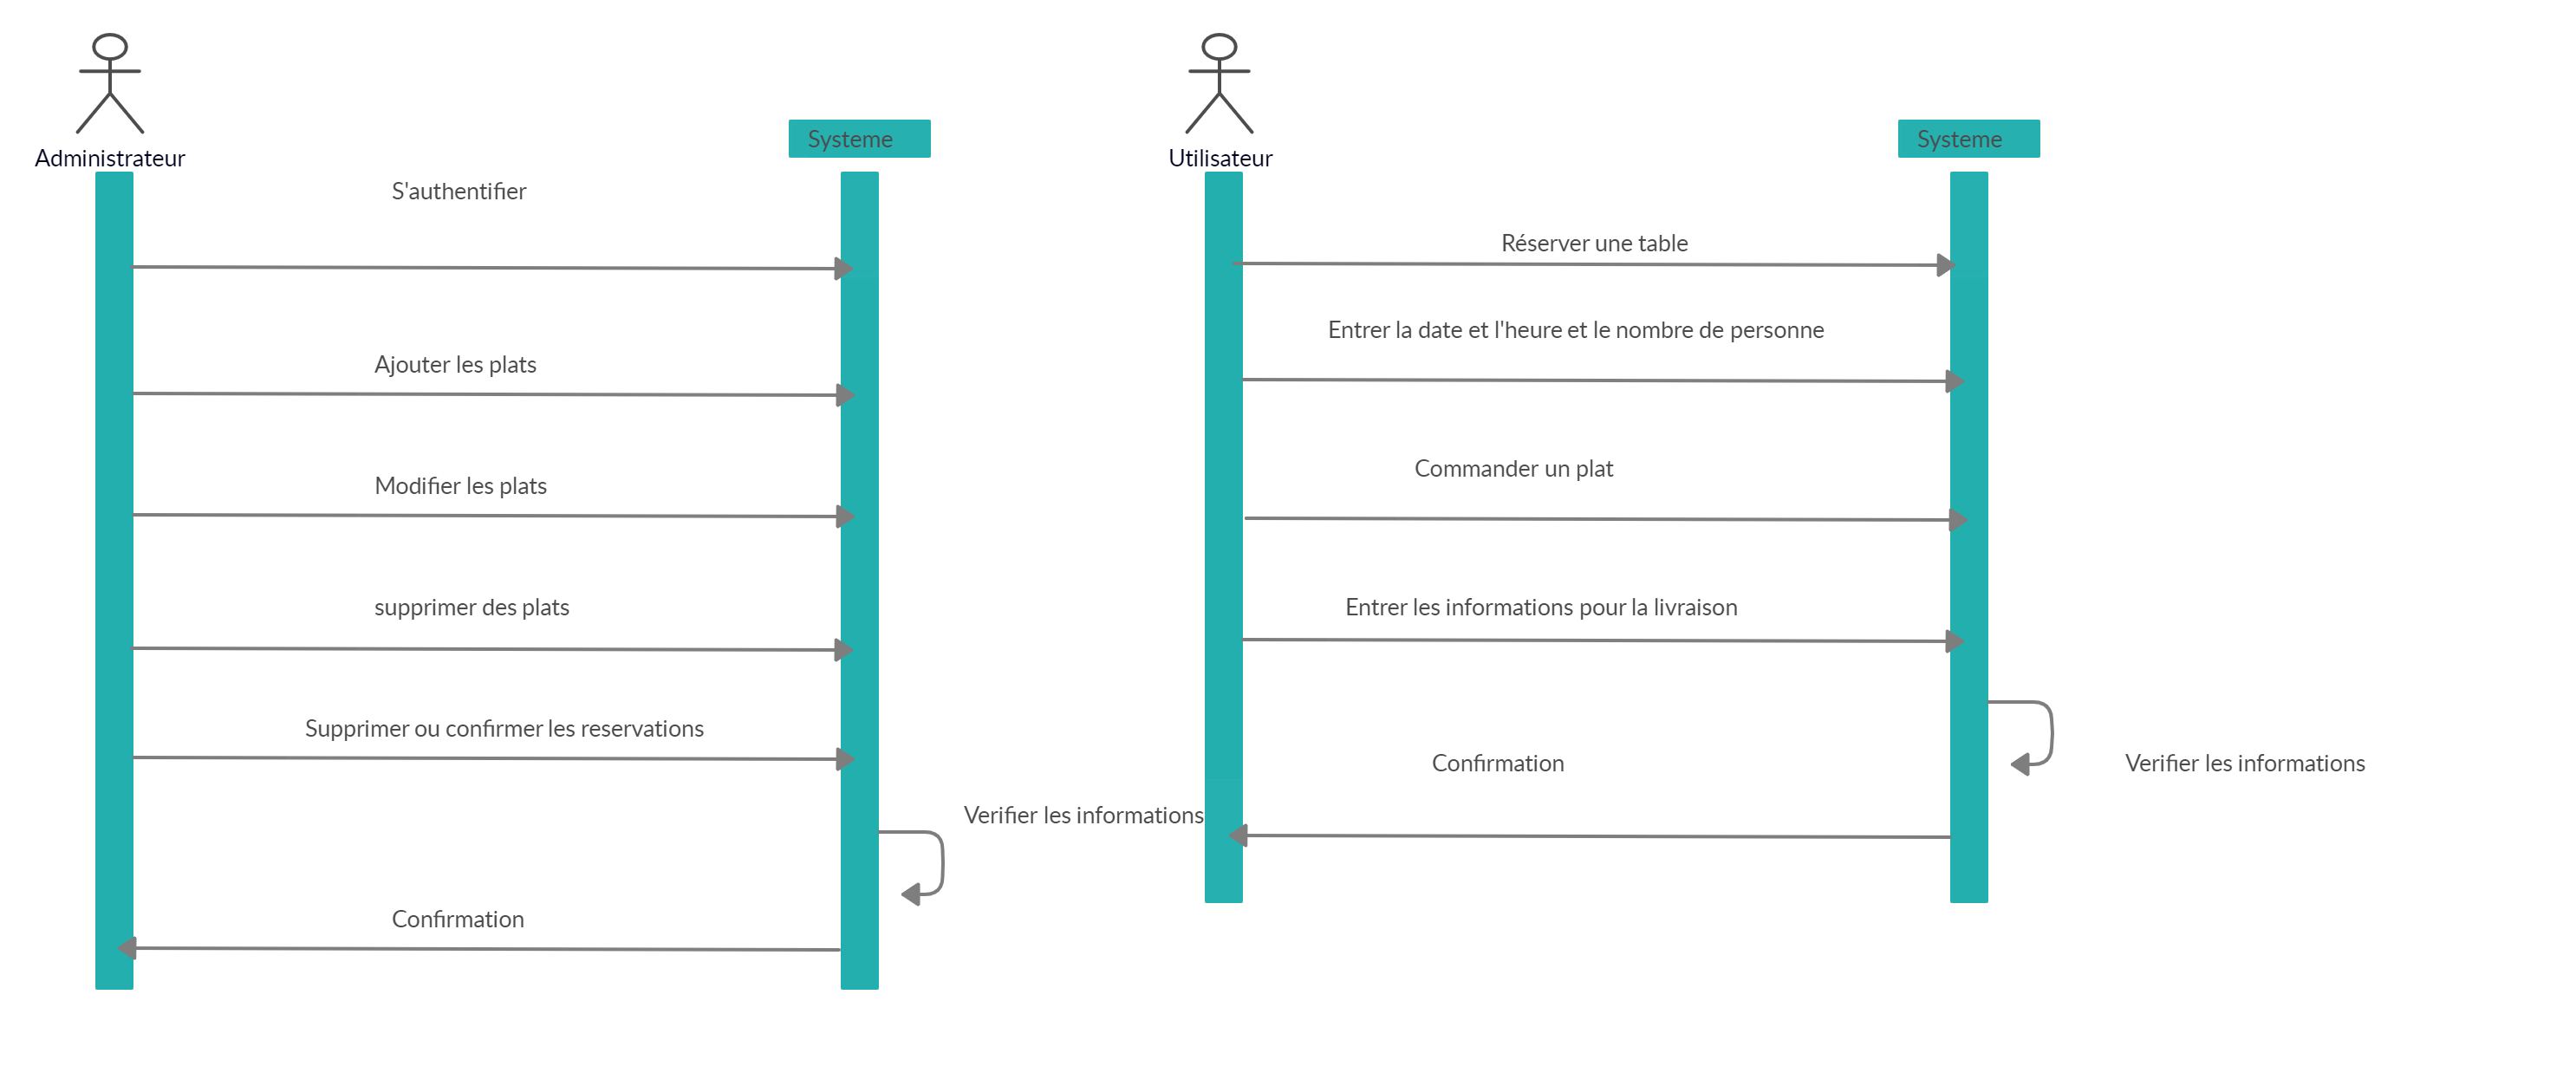 Administrateur
Systeme
S'authentifier
Ajouter les plats
Modifier les plats
supprimer des plats
Supprimer ou confirmer les reservations
Verifier les informations
Confirmation
Utilisateur
Systeme
Réserver une table
Entrer la date et l'heure et le nombre de personne
Commander un plat
Entrer les informations pour la livraison
Verifier les informations
Confirmation